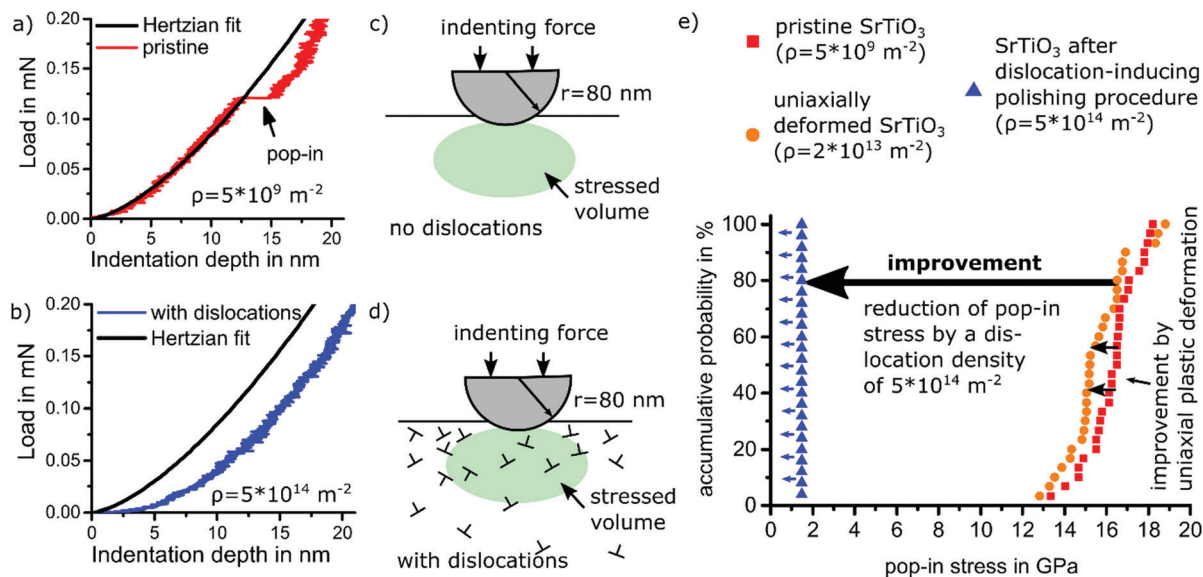 a)
Hertzian fit
pristine
0.20
0.15
0.10
0.05
0.00
Load in mN
pop-in
ρ=5*10⁹ m⁻²
0 5 10 15 20
Indentation depth in nm
b)
with dislocations
Hertzian fit
0.20
0.15
0.10
0.05
0.00
Load in mN
ρ=5*10¹⁴ m⁻²
0 5 10 15 20
Indentation depth in nm
c)
indenting force
r=80 nm
stressed
volume
no dislocations
d)
indenting force
r=80 nm
stressed
volume
with dislocations
e)
pristine SrTiO₃
(ρ=5*10⁹ m⁻²)
uniaxially
deformed SrTiO₃
(ρ=2*10¹³ m⁻²)
SrTiO₃ after
dislocation-inducing
polishing procedure
(ρ=5*10¹⁴ m⁻²)
accumulative probability in %
100
80
60
40
20
0
improvement
reduction of pop-in
stress by a dis-
location density
of 5*10¹⁴ m⁻²
improvement by
uniaxial plastic deformation
0 2 4 6 8 10 12 14 16 18 20
pop-in stress in GPa